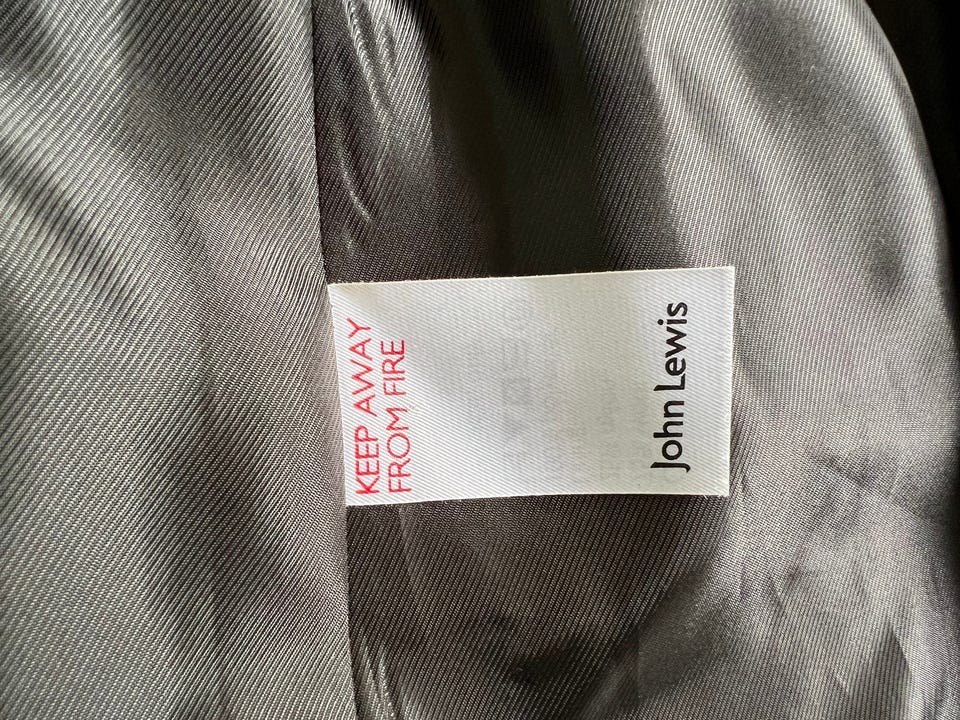 KEEP AWAY
FROM FIRE
John Lewis